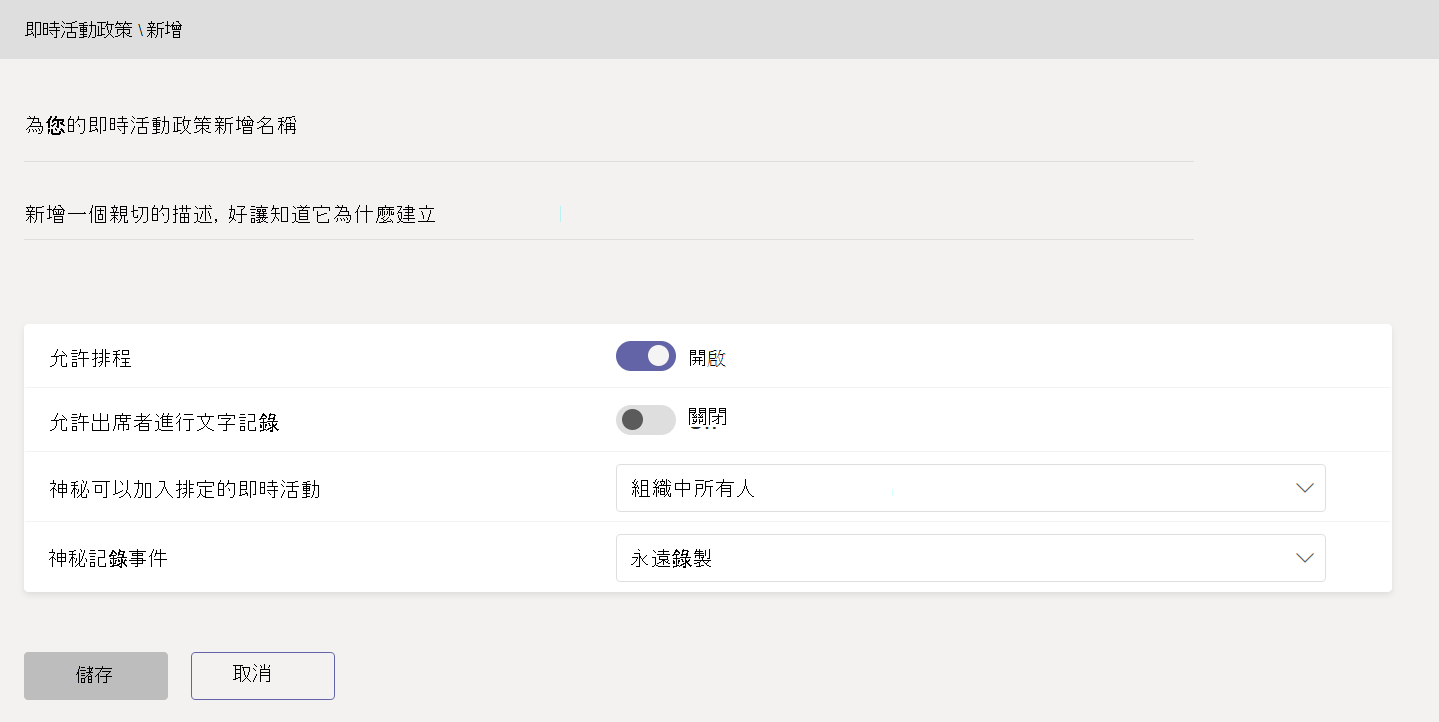 即時活動政策 \ 新增
為您的即時活動政策新增名稱
新增一個親切的描述, 好讓知道它為什麼建立
允許排程 開啟
允許出席者進行文字記錄 關閉
神秘可以加入排定的即時活動 組織中所有人
神秘記錄事件 永遠錄製
儲存 取消